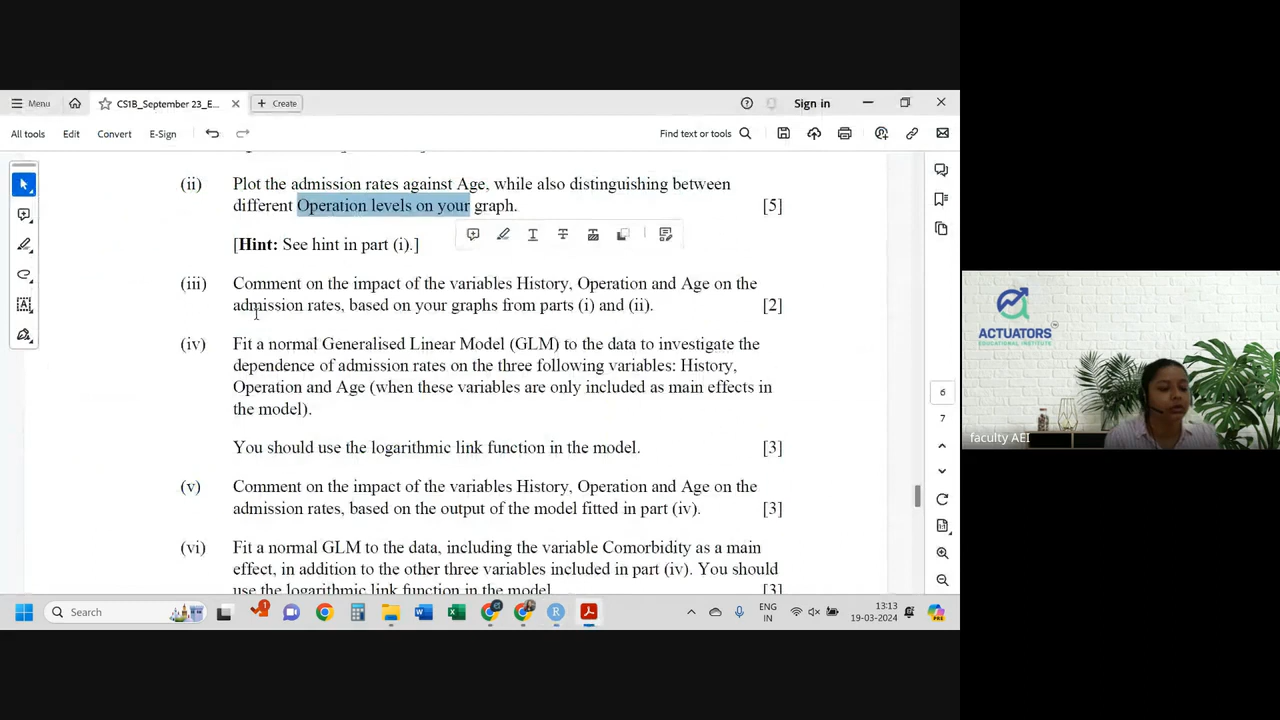 Menu
CS1B_September 23_E...
Create
Sign in
All tools
Edit
Convert
E-Sign
Find text or tools
(ii) Plot the admission rates against Age, while also distinguishing between
different Operation levels on your graph. [5]
[Hint: See hint in part (i).]
(iii) Comment on the impact of the variables History, Operation and Age on the
admission rates, based on your graphs from parts (i) and (ii). [2]
(iv) Fit a normal Generalised Linear Model (GLM) to the data to investigate the
dependence of admission rates on the three following variables: History,
Operation and Age (when these variables are only included as main effects in
the model).
You should use the logarithmic link function in the model. [3]
(v) Comment on the impact of the variables History, Operation and Age on the
admission rates, based on the output of the model fitted in part (iv). [3]
(vi) Fit a normal GLM to the data, including the variable Comorbidity as a main
effect, in addition to the other three variables included in part (iv). You should
use the logarithmic link function in the model. [3]
6
7
ACTUATORS
EDUCATIONAL INSTITUTE
faculty AEI
Search
ENG
IN
13:13
19-03-2024